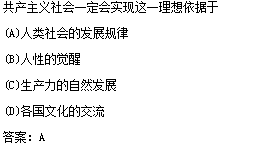 共产主义社会一定会实现这一理想依据于
(A)人类社会的发展规律
(B)人性的觉醒
(C)生产力的自然发展
(D)各国文化的交流
答案：A